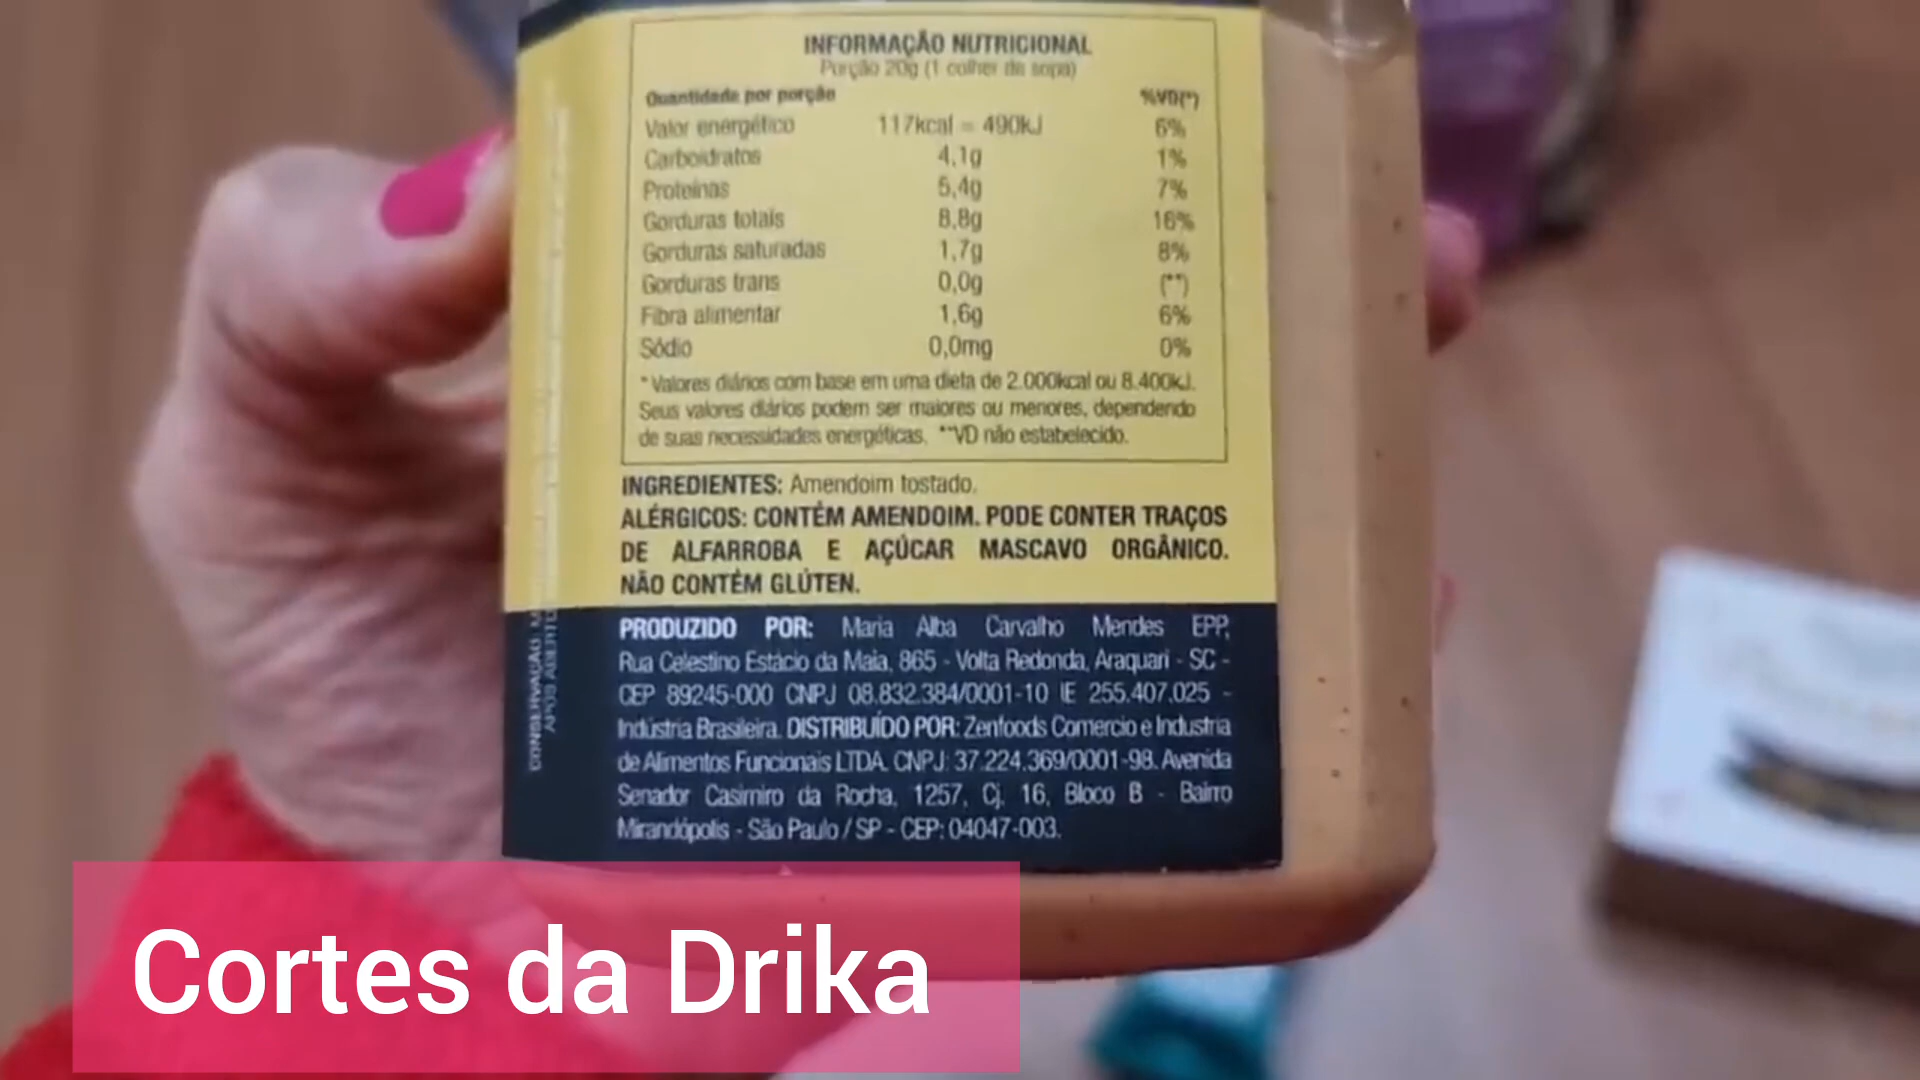 INFORMAÇÃO NUTRICIONAL
Porção 20g (1 colher de sopa)
Quantidade por porção %VD(*)
Valor energético 117kcal = 490kJ 6%
Carboidratos 4,1g 1%
Proteínas 5,4g 7%
Gorduras totais 8,8g 16%
Gorduras saturadas 1,7g 8%
Gorduras trans 0,0g (**)
Fibra alimentar 1,6g 6%
Sódio 0,0mg 0%
* Valores diários com base em uma dieta de 2.000kcal ou 8.400kJ.
Seus valores diários podem ser maiores ou menores, dependendo
de suas necessidades energéticas. **VD não estabelecido.
INGREDIENTES: Amendoim tostado.
ALÉRGICOS: CONTÉM AMENDOIM. PODE CONTER TRAÇOS
DE ALFARROBA E AÇÚCAR MASCAVO ORGÂNICO.
NÃO CONTÉM GLÚTEN.
PRODUZIDO POR: Maria Alba Carvalho Mendes EPP,
Rua Celestino Estácio da Maia, 865 - Volta Redonda, Araquari - SC -
CEP 89245-000 CNPJ 08.832.384/0001-10 IE 255.407.025 -
Indústria Brasileira. DISTRIBUÍDO POR: Zenfoods Comercio e Industria
de Alimentos Funcionais LTDA. CNPJ: 37.224.369/0001-98. Avenida
Senador Casimiro da Rocha, 1257, Cj. 16, Bloco B - Bairro
Mirandópolis - São Paulo / SP - CEP: 04047-003.
CONSERVAÇÃO:
APÓS ABERTO
Cortes da Drika